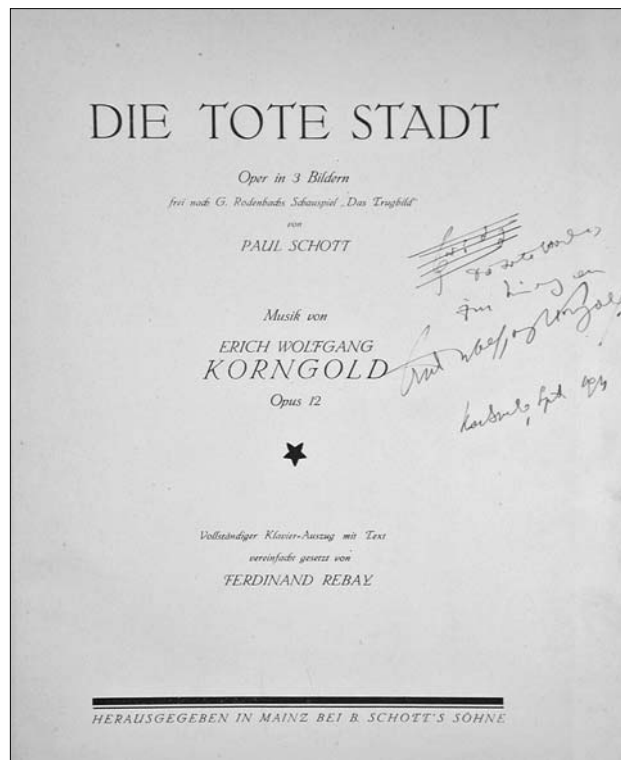 DIE TOTE STADT
Oper in 3 Bildern
frei nach G. Rodenbachs Schauspiel „Das Trugbild"
von
PAUL SCHOTT
Musik von
ERICH WOLFGANG
KORNGOLD
Opus 12
Vollständiger Klavier-Auszug mit Text
vereinfacht gesetzt von
FERDINAND REBAY
HERAUSGEGEBEN IN MAINZ BEI B. SCHOTT'S SÖHNE